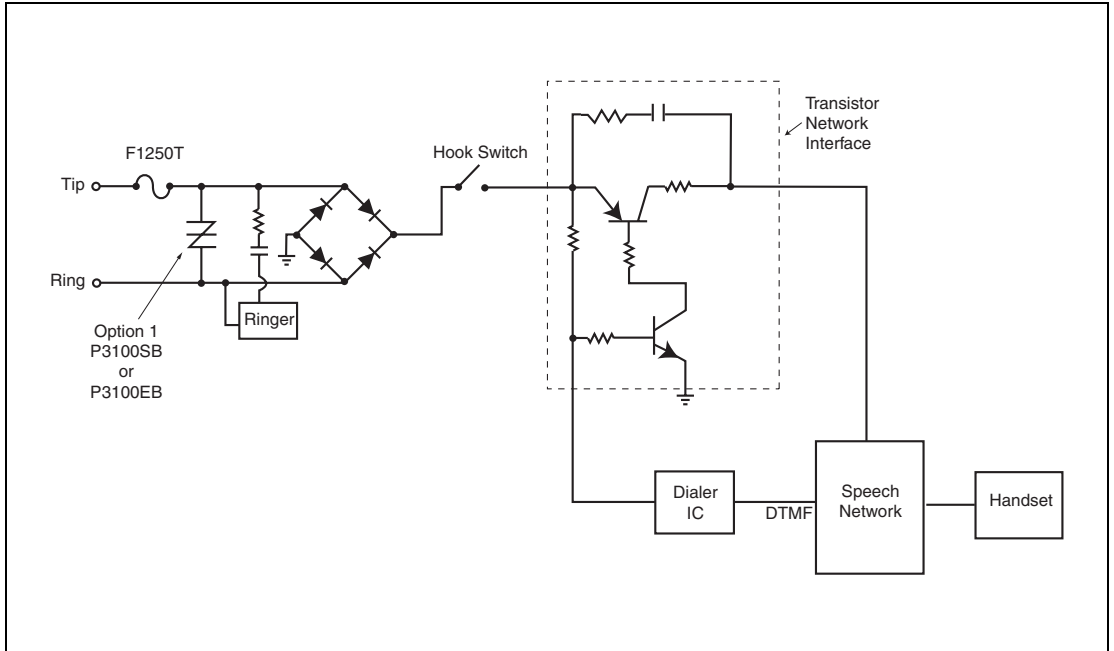 Transistor
Network
Interface
F1250T
Hook Switch
Tip
Ring
Ringer
Option 1
P3100SB
or
P3100EB
Dialer
IC
DTMF
Speech
Network
Handset